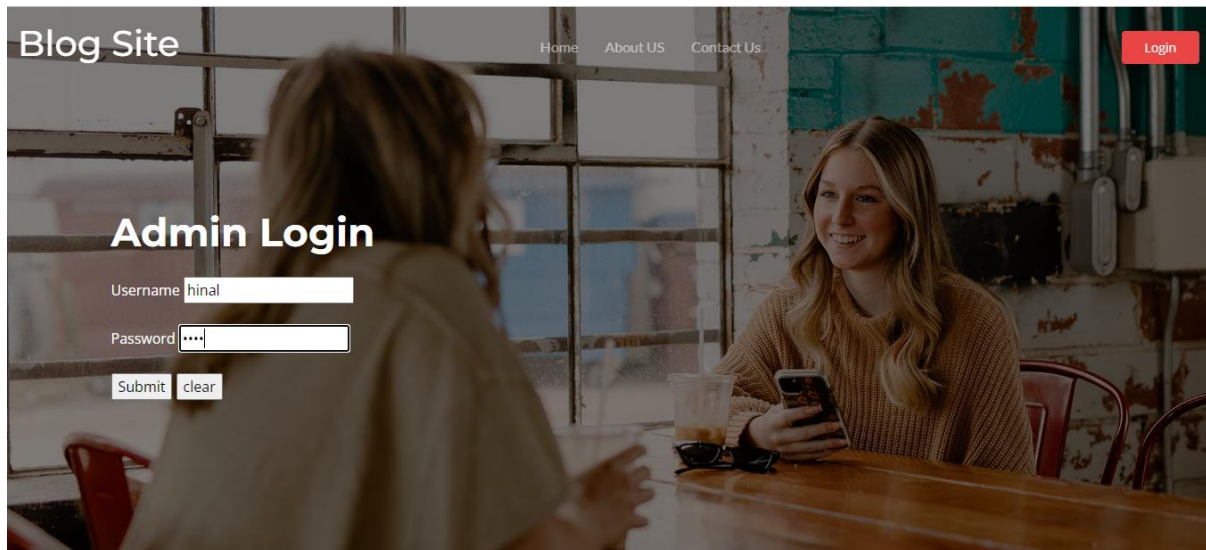 Blog Site
Home About US Contact Us
Login
Admin Login
Username hinal
Password ••••
Submit clear